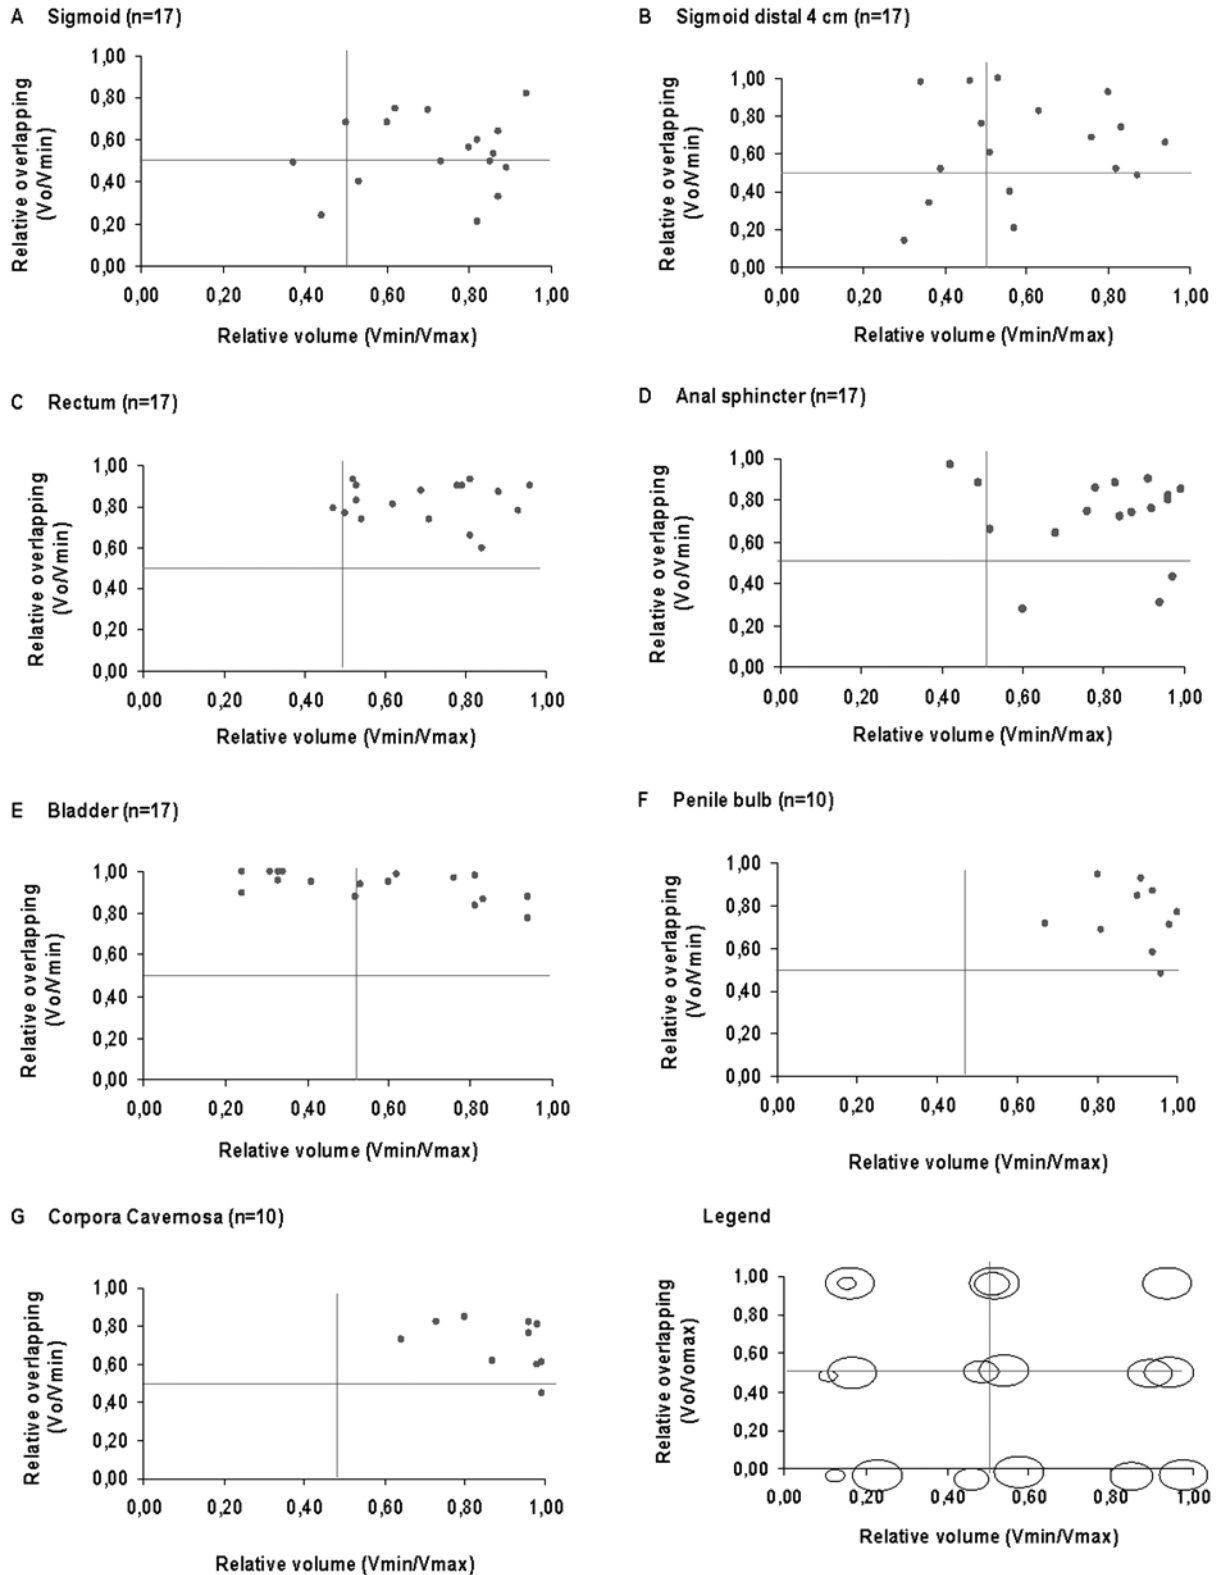 A Sigmoid (n=17)
1,00
0,80
0,60
0,40
0,20
0,00
Relative overlapping
(Vo/Vmin)
0,00 0,20 0,40 0,60 0,80 1,00
Relative volume (Vmin/Vmax)
B Sigmoid distal 4 cm (n=17)
1,00
0,80
0,60
0,40
0,20
0,00
Relative overlapping
(Vo/Vmin)
0,00 0,20 0,40 0,60 0,80 1,00
Relative volume (Vmin/Vmax)
C Rectum (n=17)
1,00
0,80
0,60
0,40
0,20
0,00
Relative overlapping
(Vo/Vmin)
0,00 0,20 0,40 0,60 0,80 1,00
Relative volume (Vmin/Vmax)
D Anal sphincter (n=17)
1,00
0,80
0,60
0,40
0,20
0,00
Relative overlapping
(Vo/Vmin)
0,00 0,20 0,40 0,60 0,80 1,00
Relative volume (Vmin/Vmax)
E Bladder (n=17)
1,00
0,80
0,60
0,40
0,20
0,00
Relative overlapping
(Vo/Vmin)
0,00 0,20 0,40 0,60 0,80 1,00
Relative volume (Vmin/Vmax)
F Penile bulb (n=10)
1,00
0,80
0,60
0,40
0,20
0,00
Relative overlapping
(Vo/Vmin)
0,00 0,20 0,40 0,60 0,80 1,00
Relative volume (Vmin/Vmax)
G Corpora Cavernosa (n=10)
1,00
0,80
0,60
0,40
0,20
0,00
Relative overlapping
(Vo/Vmin)
0,00 0,20 0,40 0,60 0,80 1,00
Relative volume (Vmin/Vmax)
Legend
1,00
0,80
0,60
0,40
0,20
0,00
Relative overlapping
(Vo/Vomax)
0,00 0,20 0,40 0,60 0,80 1,00
Relative volume (Vmin/Vmax)